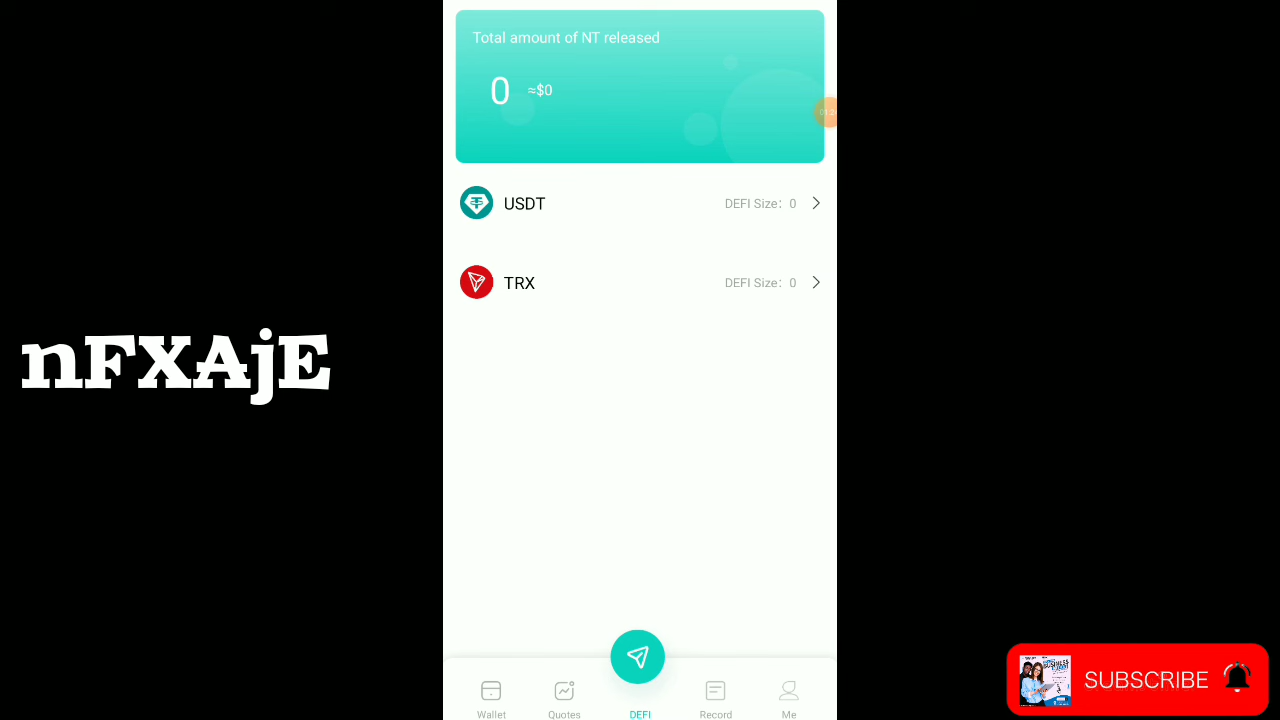 Total amount of NT released
0 ≈$0
USDT DEFI Size: 0
TRX DEFI Size: 0
nFXAjE
Wallet Quotes DEFI Record Me
SUBSCRIBE